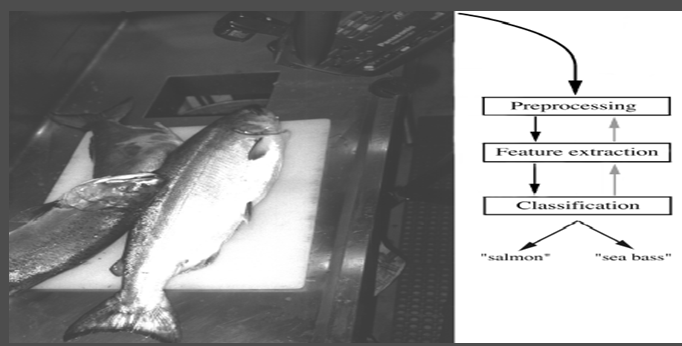 Preprocessing
Feature extraction
Classification
"salmon"
"sea bass"